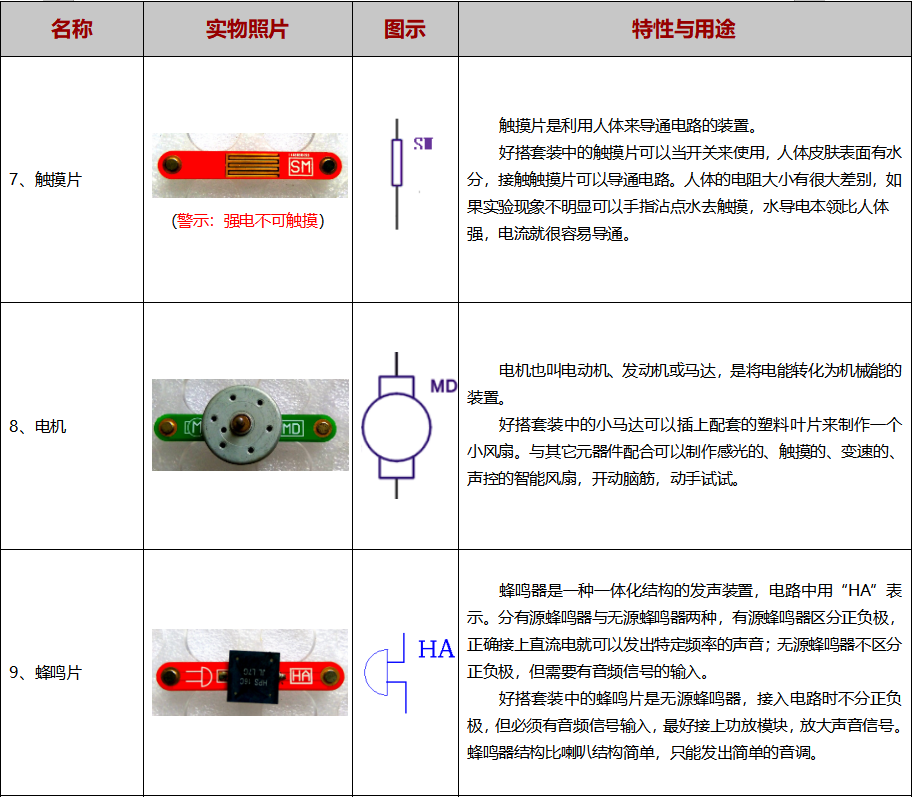 名称 实物照片 图示 特性与用途
7、触摸片
SM
(警示：强电不可触摸)
SM
触摸片是利用人体来导通电路的装置。
好搭套装中的触摸片可以当开关来使用，人体皮肤表面有水
分，接触触摸片可以导通电路。人体的电阻大小有很大差别，如
果实验现象不明显可以手指沾点水去触摸，水导电本领比人体
强，电流就很容易导通。
8、电机
M MD
MD
电机也叫电动机、发动机或马达，是将电能转化为机械能的
装置。
好搭套装中的小马达可以插上配套的塑料叶片来制作一个
小风扇。与其它元器件配合可以制作感光的、触摸的、变速的、
声控的智能风扇，开动脑筋，动手试试。
9、蜂鸣片
HA
HA
蜂鸣器是一种一体化结构的发声装置，电路中用“HA”表
示。分有源蜂鸣器与无源蜂鸣器两种，有源蜂鸣器区分正负极，
正确接上直流电就可以发出特定频率的声音；无源蜂鸣器不区分
正负极，但需要有音频信号的输入。
好搭套装中的蜂鸣片是无源蜂鸣器，接入电路时不分正负
极，但必须有音频信号输入，最好接上功放模块，放大声音信号。
蜂鸣器结构比喇叭结构简单，只能发出简单的音调。